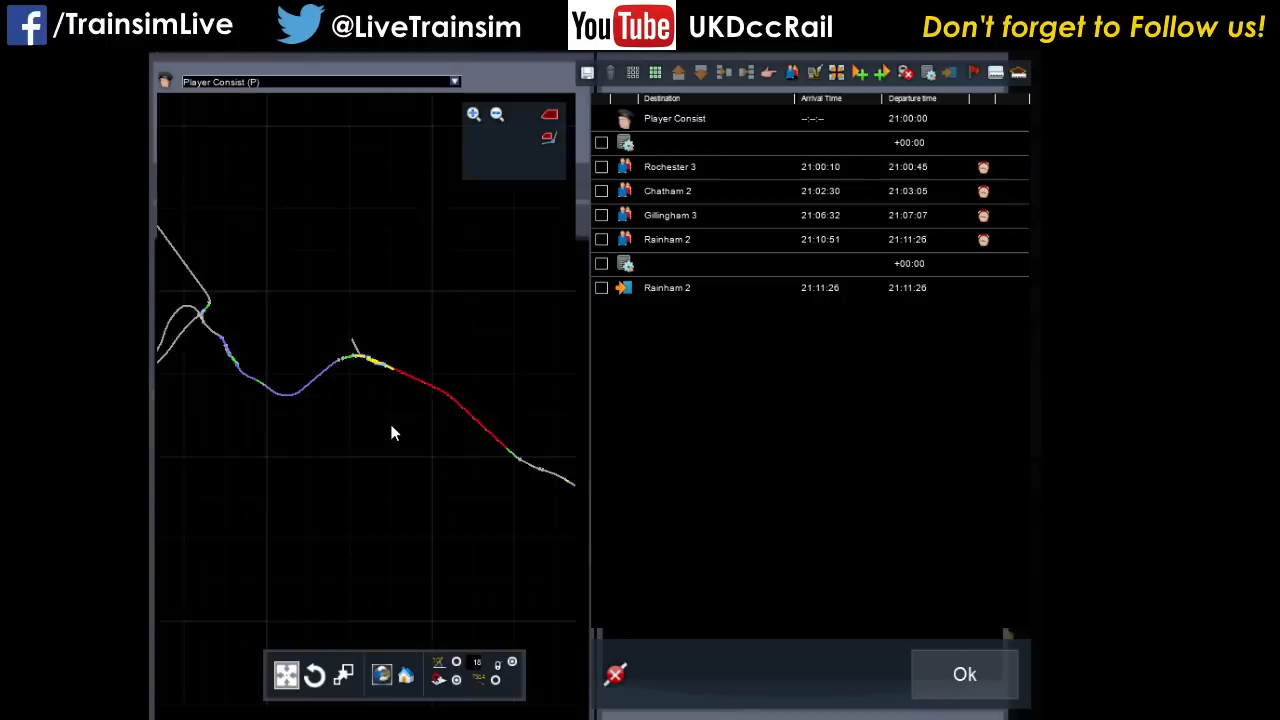 /TrainsimLive @LiveTrainsim YouTube UKDccRail Don't forget to Follow us!
Player Consist (P)
Destination Arrival Time Departure time
Player Consist --:--:-- 21:00:00
+00:00
Rochester 3 21:00:10 21:00:45
Chatham 2 21:02:30 21:03:05
Gillingham 3 21:06:32 21:07:07
Rainham 2 21:10:51 21:11:26
+00:00
Rainham 2 21:11:26 21:11:26
18
Ok